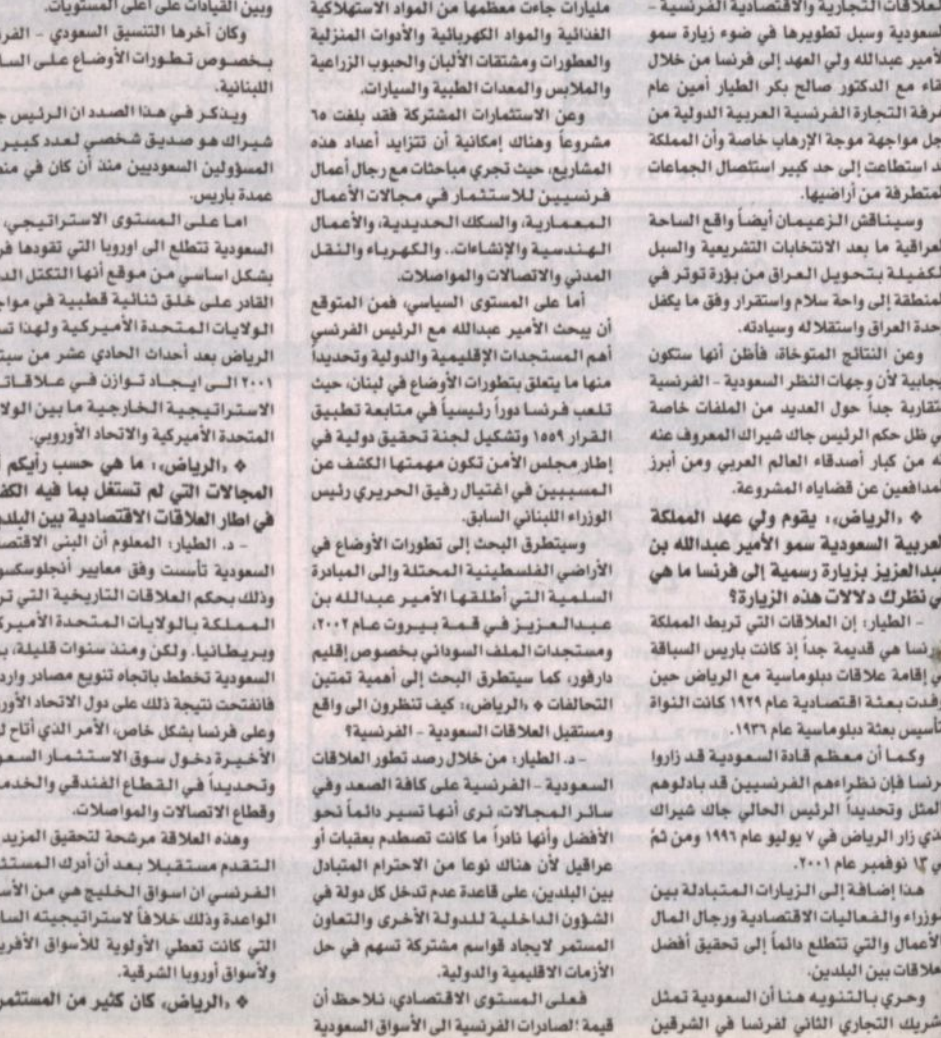 العلاقات التجارية والاقتصادية الفرنسية –
السعودية وسبل تطويرها في ضوء زيارة سمو
الأمير عبدالله ولي العهد إلى فرنسا من خلال
لقاء مع الدكتور صالح بكر الطيار أمين عام
غرفة التجارة الفرنسية العربية الدولية من
أجل مواجهة موجة الإرهاب خاصة وأن المملكة
قد استطاعت إلى حد كبير استئصال الجماعات
المتطرفة من أراضيها.
وسيناقش الزعيمان أيضاً واقع الساحة
العراقية ما بعد الانتخابات التشريعية والسبل
الكفيلة بتحويل العراق من بؤرة توتر في
المنطقة إلى واحة سلام واستقرار وفق ما يكفل
وحدة العراق واستقلاله وسيادته.
وعن النتائج المتوخاة، فأظن أنها ستكون
إيجابية لأن وجهات النظر السعودية – الفرنسية
متقاربة جداً حول العديد من الملفات خاصة
في ظل حكم الرئيس جاك شيراك المعروف عنه
أنه من كبار أصدقاء العالم العربي ومن أبرز
المدافعين عن قضاياه المشروعة.
❖ «الرياض»: يقوم ولي عهد المملكة
العربية السعودية سمو الأمير عبدالله بن
عبدالعزيز بزيارة رسمية إلى فرنسا ما هي
في نظرك دلالات هذه الزيارة؟
– الطيار: إن العلاقات التي تربط المملكة
بفرنسا هي قديمة جداً إذ كانت باريس السباقة
في إقامة علاقات دبلوماسية مع الرياض حين
أوفدت بعثة اقتصادية عام ١٩٢٩ كانت النواة
لتأسيس بعثة دبلوماسية عام ١٩٣٦.
وكما أن معظم قادة السعودية قد زاروا
فرنسا فإن نظراءهم الفرنسيين قد بادلوهم
المثل وتحديداً الرئيس الحالي جاك شيراك
الذي زار الرياض في ٧ يوليو عام ١٩٩٦ ومن ثمُ
في ١٣ نوفمبر عام ٢٠٠١.
هذا إضافة إلى الزيارات المتبادلة بين
الوزراء والفعاليات الاقتصادية ورجال المال
والأعمال والتي تتطلع دائماً إلى تحقيق أفضل
العلاقات بين البلدين.
وحري بالتنويه هنا أن السعودية تمثل
الشريك التجاري الثاني لفرنسا في الشرقين
مليارات جاءت معظمها من المواد الاستهلاكية
الغذائية والمواد الكهربائية والأدوات المنزلية
والعطورات ومشتقات الألبان والحبوب الزراعية
والملابس والمعدات الطبية والسيارات.
وعن الاستثمارات المشتركة فقد بلغت ٦٥
مشروعاً وهناك إمكانية أن تتزايد أعداد هذه
المشاريع، حيث تجري مباحثات مع رجال أعمال
فرنسيين للاستثمار في مجالات الأعمال
المعمارية، والسكك الحديدية، والأعمال
الهندسية والإنشاءات.. والكهرباء والنقل
المدني والاتصالات والمواصلات.
أما على المستوى السياسي، فمن المتوقع
أن يبحث الأمير عبدالله مع الرئيس الفرنسي
أهم المستجدات الإقليمية والدولية وتحديداً
منها ما يتعلق بتطورات الأوضاع في لبنان، حيث
تلعب فرنسا دوراً رئيسياً في متابعة تطبيق
القرار ١٥٥٩ وتشكيل لجنة تحقيق دولية في
إطار مجلس الأمن تكون مهمتها الكشف عن
المسببين في اغتيال رفيق الحريري رئيس
الوزراء اللبناني السابق.
وسيتطرق البحث إلى تطورات الأوضاع في
الأراضي الفلسطينية المحتلة وإلى المبادرة
السلمية التي أطلقها الأمير عبدالله بن
عبدالعزيز في قمة بيروت عام ٢٠٠٢،
ومستجدات الملف السوداني بخصوص إقليم
دارفور، كما سيتطرق البحث إلى أهمية تمتين
التحالفات ❖ «الرياض»: كيف تنظرون الى واقع
ومستقبل العلاقات السعودية – الفرنسية؟
– د. الطيار: من خلال رصد تطور العلاقات
السعودية – الفرنسية على كافة الصعد وفي
سائر المجالات، نرى أنها تسير دائماً نحو
الأفضل وأنها نادراً ما كانت تصطدم بعقبات أو
عراقيل لأن هناك نوعا من الاحترام المتبادل
بين البلدين، على قاعدة عدم تدخل كل دولة في
الشؤون الداخلية للدولة الأخرى والتعاون
المستمر لايجاد قواسم مشتركة تسهم في حل
الأزمات الاقليمية والدولية.
فعلى المستوى الاقتصادي، نلاحظ أن
قيمة الصادرات الفرنسية الى الأسواق السعودية
وبين القيادات على أعلى المستويات.
وكان آخرها التنسيق السعودي – الفر
بخصوص تطورات الأوضاع على السا
اللبنانية.
ويذكر في هذا الصدد ان الرئيس ج
شيراك هو صديق شخصي لعدد كبير
المسؤولين السعوديين منذ أن كان في من
عمدة باريس.
اما على المستوى الاستراتيجي،
السعودية تتطلع الى اوروبا التي تقودها فر
بشكل اساسي من موقع أنها التكتل الد
القادر على خلق ثنائية قطبية في مواج
الولايات المتحدة الأميركية ولهذا تس
الرياض بعد أحداث الحادي عشر من سبت
٢٠٠١ الى ايجاد توازن في علاقات
الاستراتيجية الخارجية ما بين الولا
المتحدة الأميركية والاتحاد الأوروبي.
❖ «الرياض»: ما هي حسب رأيكم أ
المجالات التي لم تستغل بما فيه الكف
في اطار العلاقات الاقتصادية بين البلد
– د. الطيار: المعلوم أن البنى الاقتص
السعودية تأسست وفق معايير أنجلوسكسو
وذلك بحكم العلاقات التاريخية التي تر
المملكة بالولايات المتحدة الأميرك
وبريطانيا. ولكن ومنذ سنوات قليلة، بد
السعودية تخطط باتجاه تنويع مصادر وارد
فانفتحت نتيجة ذلك على دول الاتحاد الأور
وعلى فرنسا بشكل خاص، الأمر الذي أتاح ل
الأخيرة دخول سوق الاستثمار السعو
وتحديداً في القطاع الفندقي والخدم
وقطاع الاتصالات والمواصلات.
وهذه العلاقة مرشحة لتحقيق المزيد
التقدم مستقبلا بعد أن أدرك المستث
الفرنسي ان اسواق الخليج هي من الأس
الواعدة وذلك خلافاً لاستراتيجيته السا
التي كانت تعطي الأولوية للأسواق الأفري
ولأسواق أوروبا الشرقية.
❖ «الرياض، كان كثير من المستثمر